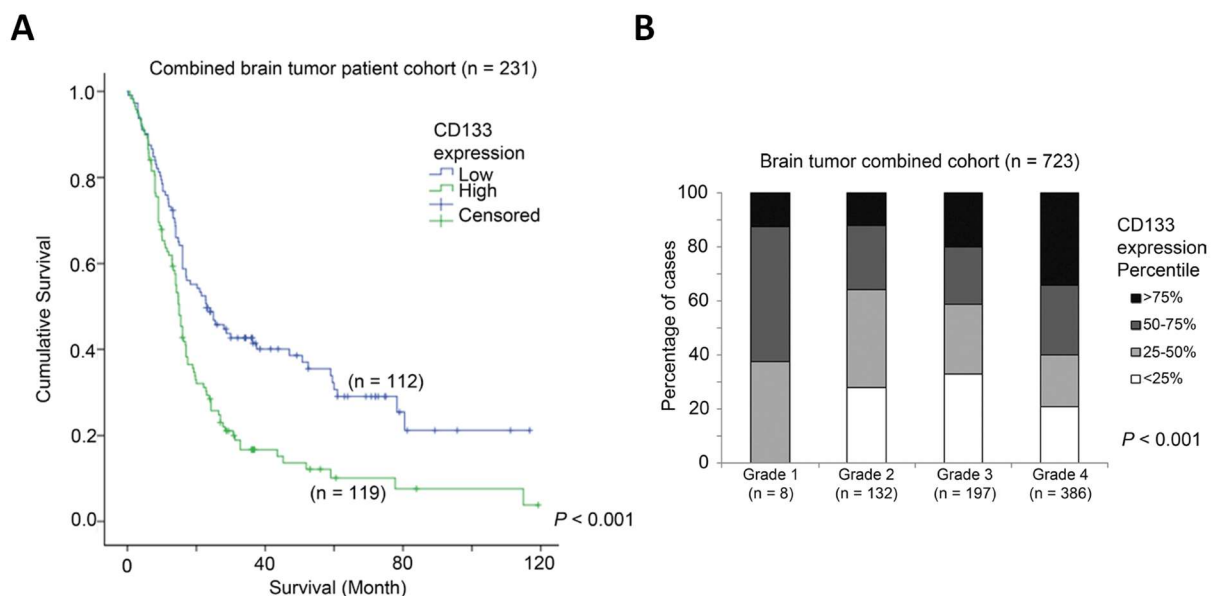 A
Combined brain tumor patient cohort (n = 231)
Cumulative Survival
1.0
0.8
0.6
0.4
0.2
0.0
CD133
expression
Low
High
Censored
(n = 112)
(n = 119)
P < 0.001
0
40
80
120
Survival (Month)
B
Brain tumor combined cohort (n = 723)
Percentage of cases
100
80
60
40
20
0
Grade 1 Grade 2 Grade 3 Grade 4
(n = 8) (n = 132) (n = 197) (n = 386)
CD133
expression
Percentile
>75%
50-75%
25-50%
<25%
P < 0.001